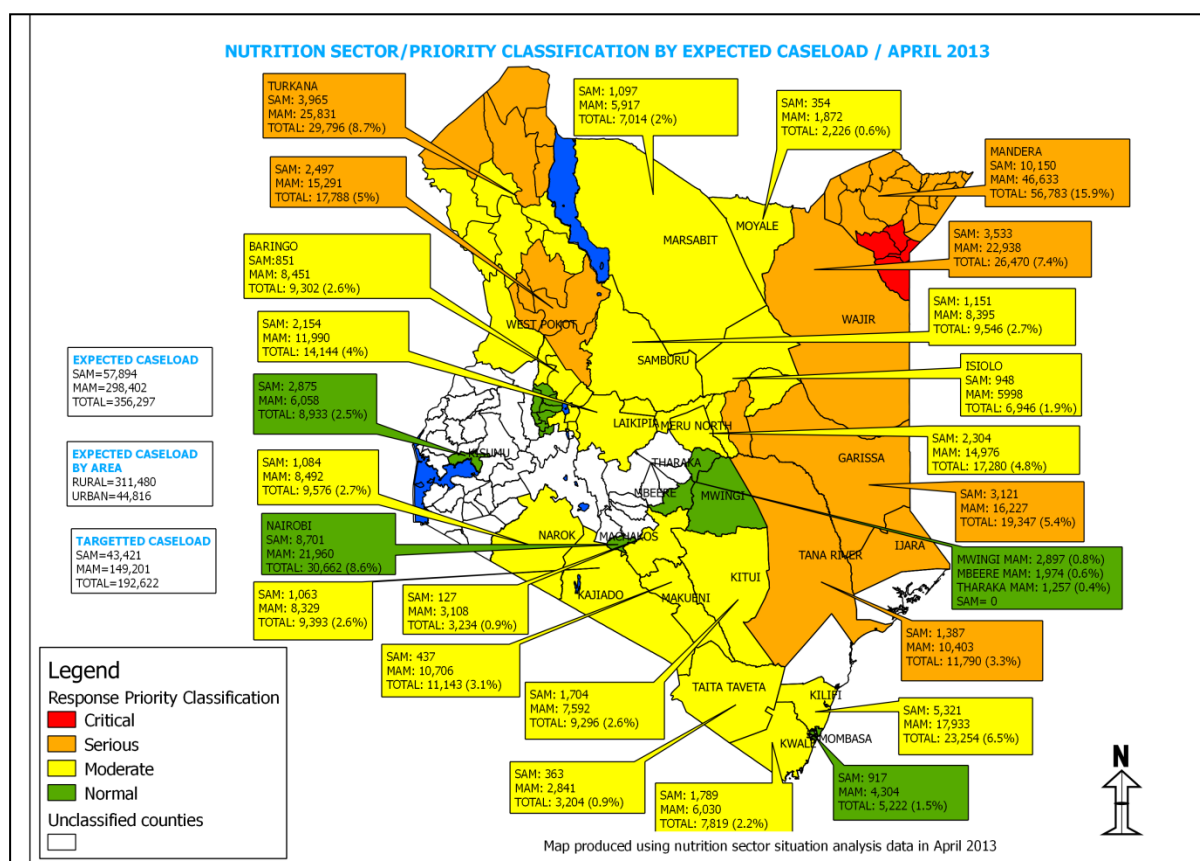 NUTRITION SECTOR/PRIORITY CLASSIFICATION BY EXPECTED CASELOAD / APRIL 2013
TURKANA
SAM: 3,965
MAM: 25,831
TOTAL: 29,796 (8.7%)
SAM: 1,097
MAM: 5,917
TOTAL: 7,014 (2%)
SAM: 354
MAM: 1,872
TOTAL: 2,226 (0.6%)
MANDERA
SAM: 10,150
MAM: 46,633
TOTAL: 56,783 (15.9%)
SAM: 2,497
MAM: 15,291
TOTAL: 17,788 (5%)
SAM: 3,533
MAM: 22,938
TOTAL: 26,470 (7.4%)
MARSABIT
MOYALE
BARINGO
SAM:851
MAM: 8,451
TOTAL: 9,302 (2.6%)
SAM: 1,151
MAM: 8,395
TOTAL: 9,546 (2.7%)
WEST POKOT
WAJIR
SAM: 2,154
MAM: 11,990
TOTAL: 14,144 (4%)
SAMBURU
ISIOLO
SAM: 948
MAM: 5998
TOTAL: 6,946 (1.9%)
EXPECTED CASELOAD
SAM=57,894
MAM=298,402
TOTAL=356,297
SAM: 2,875
MAM: 6,058
TOTAL: 8,933 (2.5%)
LAIKIPIA
MERU NORTH
SAM: 2,304
MAM: 14,976
TOTAL: 17,280 (4.8%)
EXPECTED CASELOAD
BY AREA
RURAL=311,480
URBAN=44,816
SAM: 1,084
MAM: 8,492
TOTAL: 9,576 (2.7%)
KISUMU
THARAKA
GARISSA
MBEERE
MWINGI
SAM: 3,121
MAM: 16,227
TOTAL: 19,347 (5.4%)
TARGETTED CASELOAD
SAM=43,421
MAM=149,201
TOTAL=192,622
NAIROBI
SAM: 8,701
MAM: 21,960
TOTAL: 30,662 (8.6%)
NAROK
MACHAKOS
TANA RIVER
IJARA
MWINGI MAM: 2,897 (0.8%)
MBEERE MAM: 1,974 (0.6%)
THARAKA MAM: 1,257 (0.4%)
SAM= 0
SAM: 1,063
MAM: 8,329
TOTAL: 9,393 (2.6%)
SAM: 127
MAM: 3,108
TOTAL: 3,234 (0.9%)
KAJIADO
MAKUENI
KITUI
SAM: 1,387
MAM: 10,403
TOTAL: 11,790 (3.3%)
SAM: 437
MAM: 10,706
TOTAL: 11,143 (3.1%)
SAM: 1,704
MAM: 7,592
TOTAL: 9,296 (2.6%)
TAITA TAVETA
KILIFI
SAM: 5,321
MAM: 17,933
TOTAL: 23,254 (6.5%)
KWALE
MOMBASA
SAM: 363
MAM: 2,841
TOTAL: 3,204 (0.9%)
SAM: 1,789
MAM: 6,030
TOTAL: 7,819 (2.2%)
SAM: 917
MAM: 4,304
TOTAL: 5,222 (1.5%)
Legend
Response Priority Classification
Critical
Serious
Moderate
Normal
Unclassified counties
N
Map produced using nutrition sector situation analysis data in April 2013